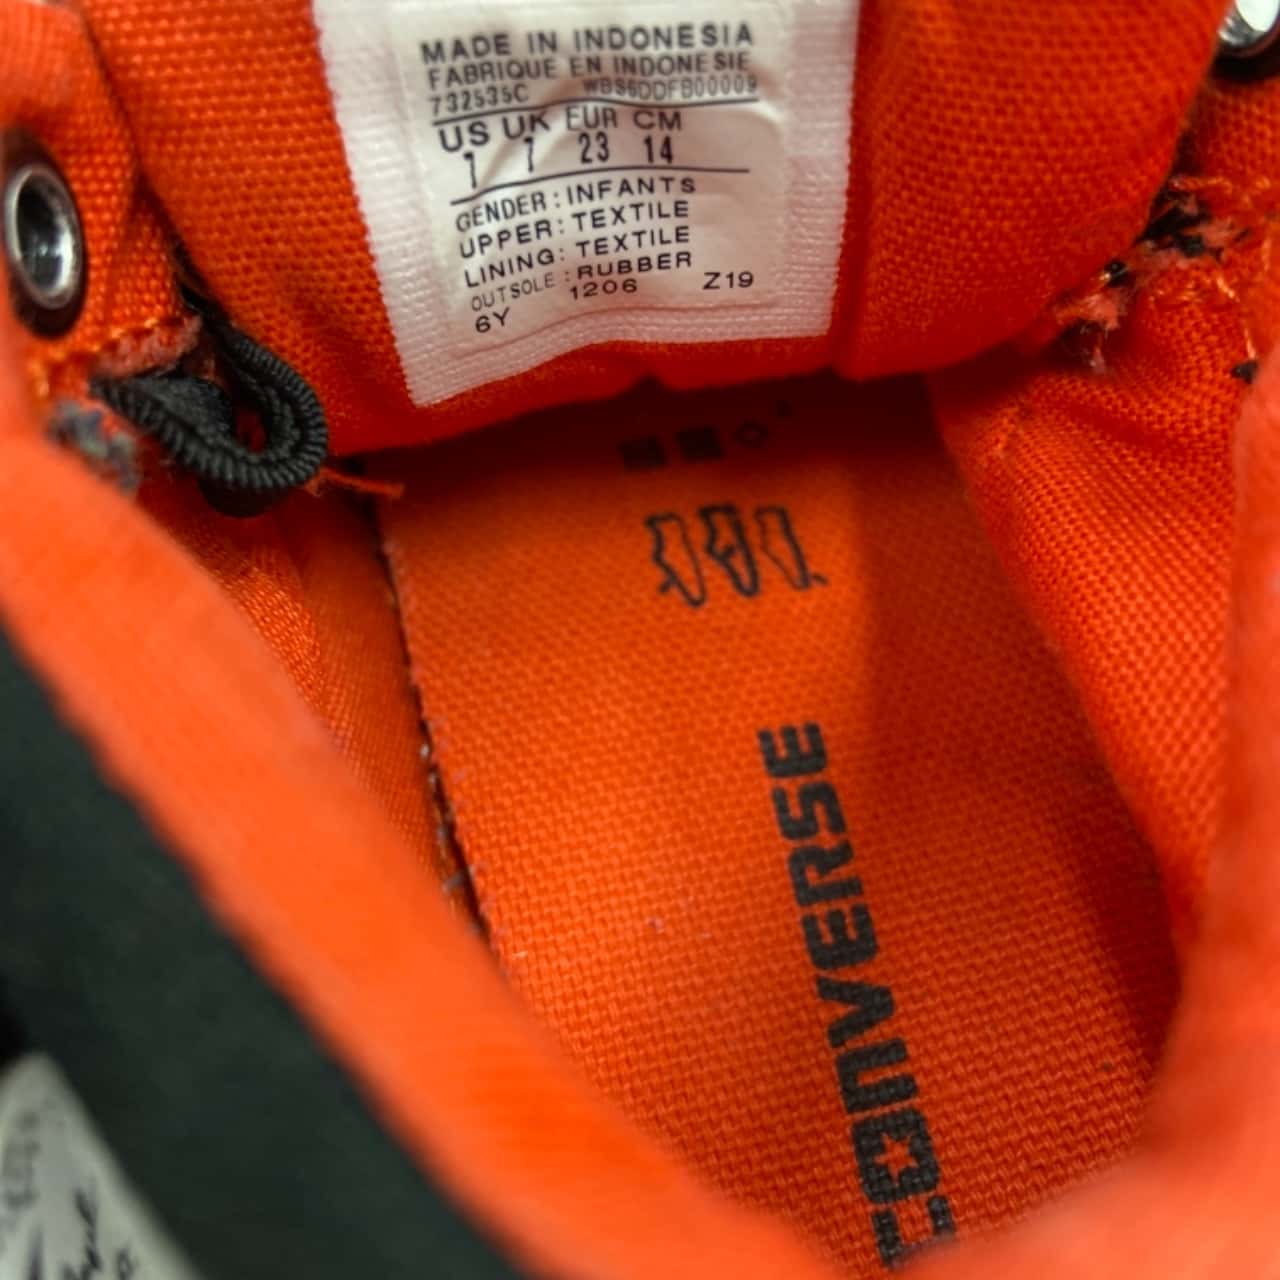 MADE IN INDONESIA
FABRIQUE EN INDONESIE
732535C WBS6DDFB00009
US UK EUR CM
7 7 23 14
GENDER : INFANTS
UPPER : TEXTILE
LINING : TEXTILE
OUTSOLE : RUBBER
6Y 1206 Z19
CONVERSE